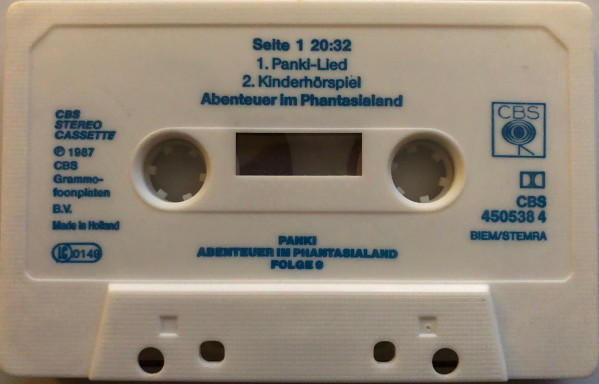 Seite 1 20:32
1. Panki-Lied
2. Kinderhörspiel
Abenteuer im Phantasialand
CBS
STEREO
CASSETTE
℗ 1987
CBS
Grammo-
foonplaten
B.V.
Made in Holland
LC 0149
CBS
CBS
450538 4
BIEM/STEMRA
PANKI
ABENTEUER IM PHANTASIALAND
FOLGE 9